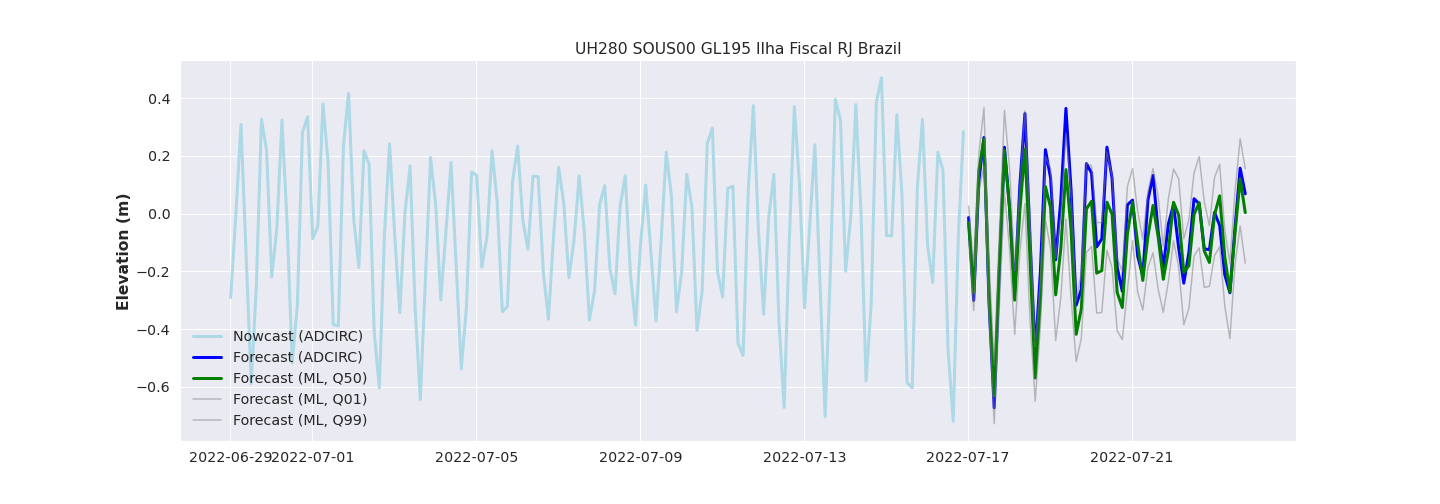 UH280 SOUS00 GL195 Ilha Fiscal RJ Brazil
Elevation (m)
0.4
0.2
0.0
−0.2
−0.4
−0.6
Nowcast (ADCIRC)
Forecast (ADCIRC)
Forecast (ML, Q50)
Forecast (ML, Q01)
Forecast (ML, Q99)
2022-06-29 2022-07-01 2022-07-05 2022-07-09 2022-07-13 2022-07-17 2022-07-21